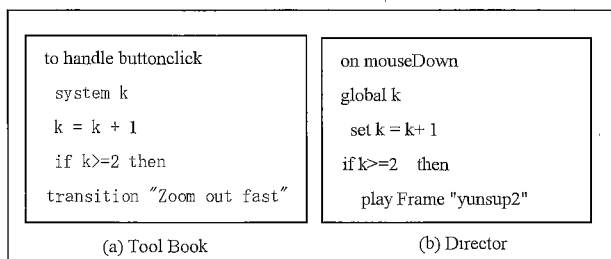 to handle buttonclick
system k
k = k + 1
if k>=2 then
transition "Zoom out fast"
(a) Tool Book
on mouseDown
global k
set k = k+ 1
if k>=2 then
play Frame "yunsup2"
(b) Director